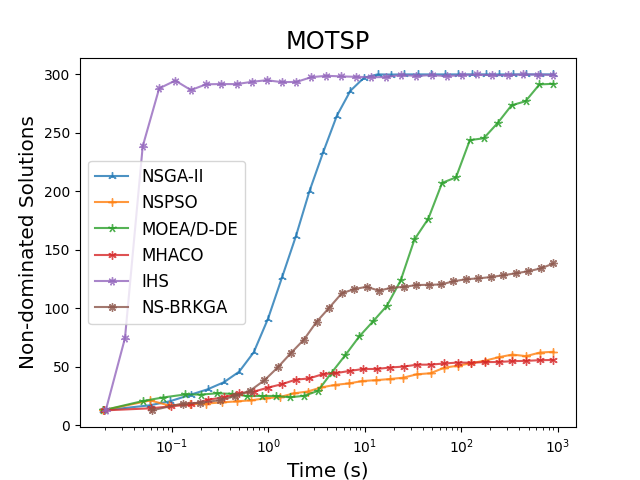 MOTSP
Non-dominated Solutions
300
250
200
150
100
50
0
NSGA-II
NSPSO
MOEA/D-DE
MHACO
IHS
NS-BRKGA
10⁻¹ 10⁰ 10¹ 10² 10³
Time (s)